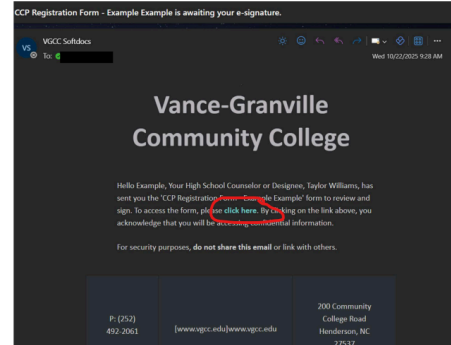 CCP Registration Form - Example Example is awaiting your e-signature.
VS
VGCC Softdocs
To:
Wed 10/22/2025 9:28 AM
Vance-Granville
Community College
Hello Example, Your High School Counselor or Designee, Taylor Williams, has
sent you the 'CCP Registration Form - Example Example' form to review and
sign. To access the form, please click here. By clicking on the link above, you
acknowledge that you will be accessing confidential
information.
For security purposes, do not share this email or link with others.
P: (252)
492-2061
[www.vgcc.edu]www.vgcc.edu
200 Community
College Road
Henderson, NC
27537